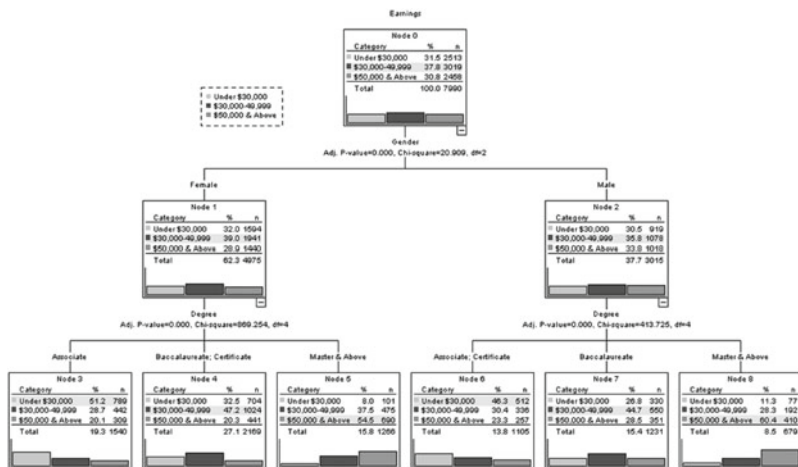 Earnings
Node 0
Category % n
Under $30,000 31.5 2513
$30,000-49,999 37.8 3019
$50,000 & Above 30.8 2458
Total 100.0 7990
Under $30,000
$30,000-49,999
$50,000 & Above
Gender
Adj. P-value=0.000, Chi-square=20.909, df=2
Female
Node 1
Category % n
Under $30,000 32.0 1594
$30,000-49,999 39.0 1941
$50,000 & Above 28.9 1440
Total 62.3 4975
Male
Node 2
Category % n
Under $30,000 30.5 919
$30,000-49,999 35.8 1078
$50,000 & Above 33.8 1018
Total 37.7 3015
Degree
Adj. P-value=0.000, Chi-square=869.254, df=4
Degree
Adj. P-value=0.000, Chi-square=413.725, df=4
Associate
Node 3
Category % n
Under $30,000 51.2 789
$30,000-49,999 28.7 442
$50,000 & Above 20.1 309
Total 19.3 1540
Baccalaureate; Certificate
Node 4
Category % n
Under $30,000 32.5 704
$30,000-49,999 47.2 1024
$50,000 & Above 20.3 441
Total 27.1 2169
Master & Above
Node 5
Category % n
Under $30,000 8.0 101
$30,000-49,999 37.5 475
$50,000 & Above 54.5 690
Total 15.8 1266
Associate; Certificate
Node 6
Category % n
Under $30,000 46.3 512
$30,000-49,999 30.4 336
$50,000 & Above 23.3 257
Total 13.8 1105
Baccalaureate
Node 7
Category % n
Under $30,000 26.8 330
$30,000-49,999 44.7 550
$50,000 & Above 28.5 351
Total 15.4 1231
Master & Above
Node 8
Category % n
Under $30,000 11.3 77
$30,000-49,999 28.3 192
$50,000 & Above 60.4 410
Total 8.5 679